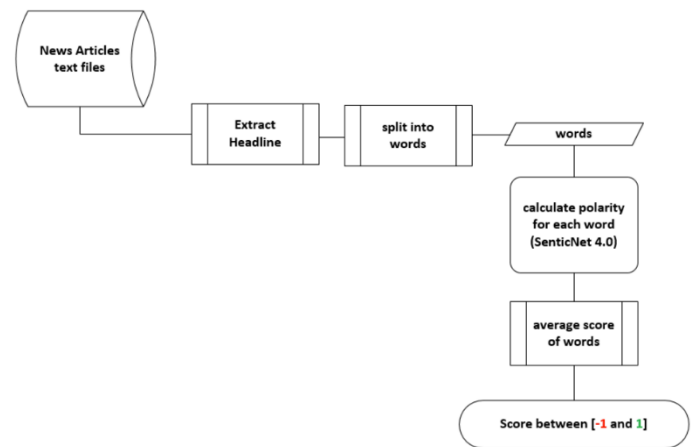 News Articles
text files
Extract
Headline
split into
words
words
calculate polarity
for each word
(SenticNet 4.0)
average score
of words
Score between [-1 and 1]